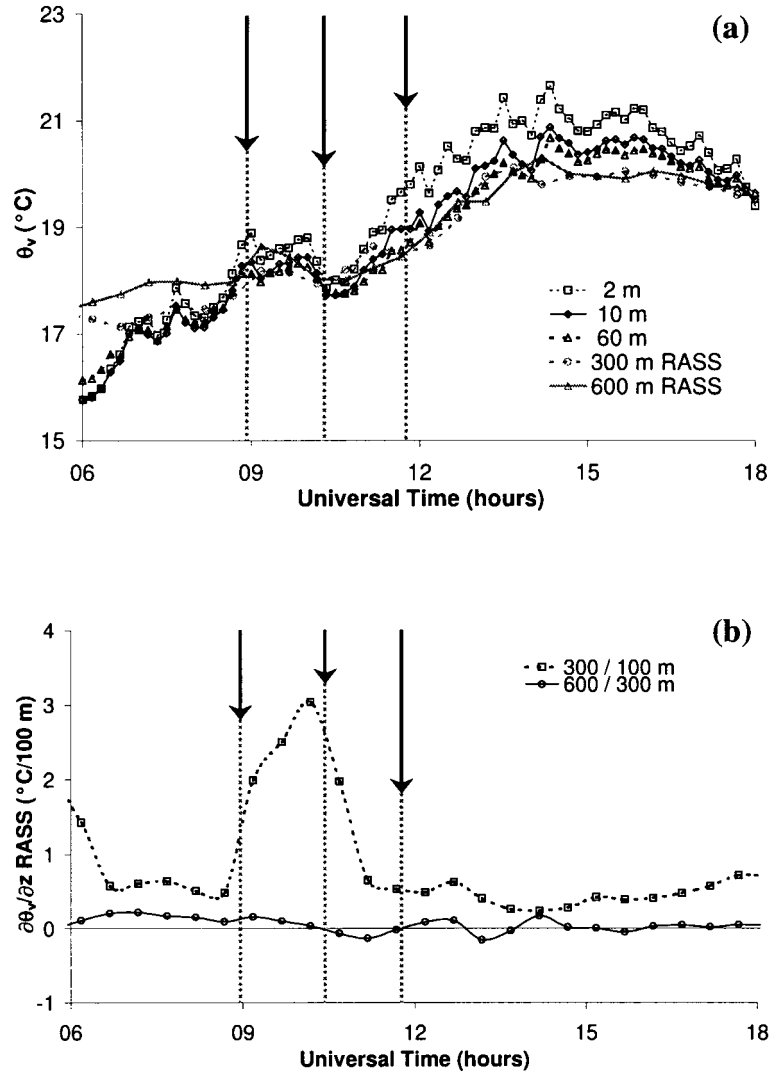 (a)
23
21
19
17
15
θv (°C)
2 m
10 m
60 m
300 m RASS
600 m RASS
06 09 12 15 18
Universal Time (hours)
(b)
4
3
2
1
0
-1
∂θv/∂z RASS (°C/100 m)
300 / 100 m
600 / 300 m
06 09 12 15 18
Universal Time (hours)